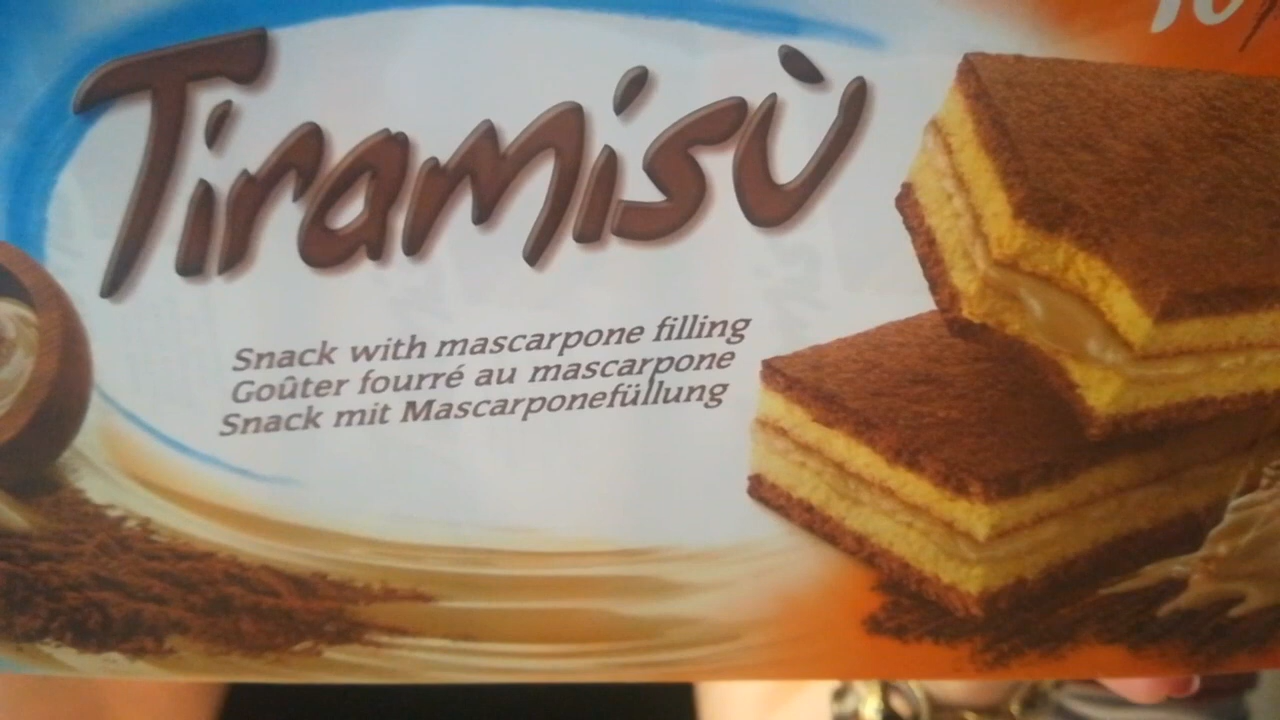 Tiramisù
Snack with mascarpone filling
Goûter fourré au mascarpone
Snack mit Mascarponefüllung